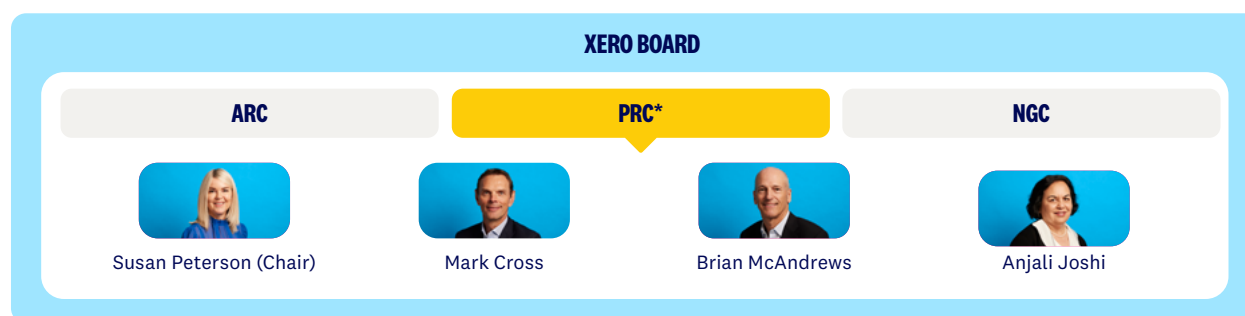 XERO BOARD
ARC
PRC*
NGC
Susan Peterson (Chair)
Mark Cross
Brian McAndrews
Anjali Joshi